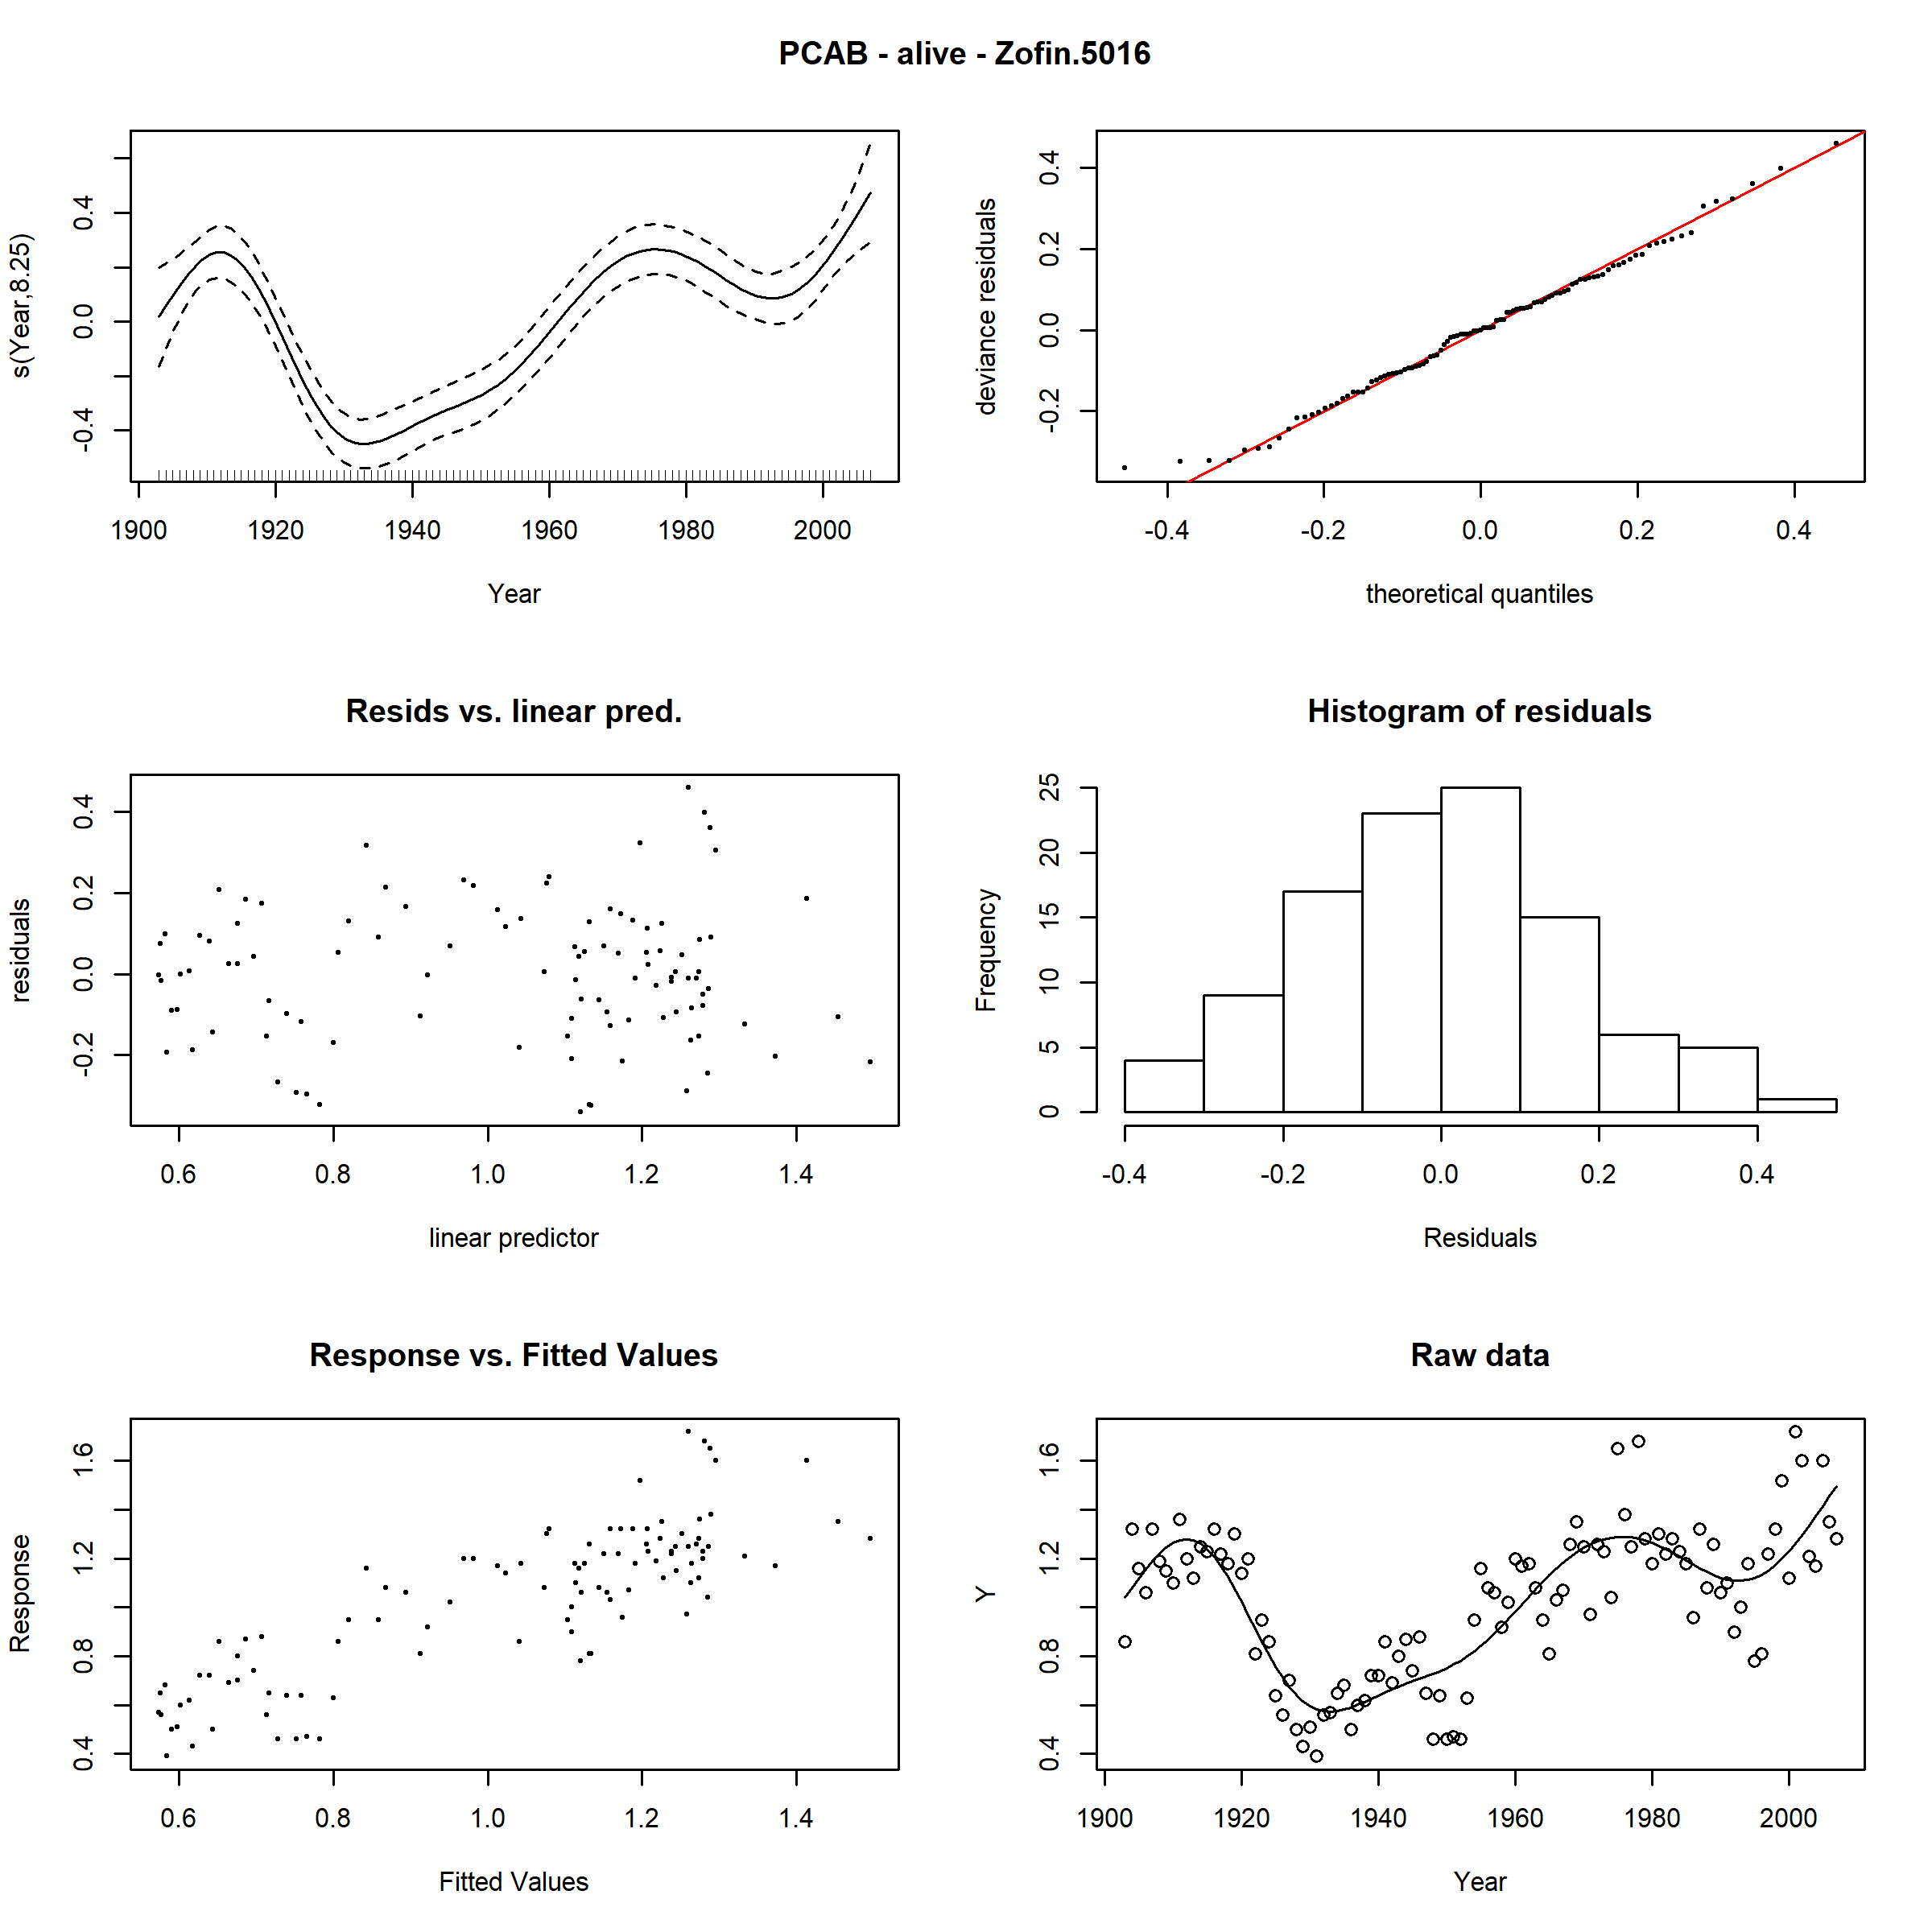 PCAB - alive - Zofin.5016
s(Year,8.25)
-0.4 0.0 0.4
1900 1920 1940 1960 1980 2000
Year
deviance residuals
-0.2 0.0 0.2 0.4
-0.4 -0.2 0.0 0.2 0.4
theoretical quantiles
Resids vs. linear pred.
residuals
-0.2 0.0 0.2 0.4
0.6 0.8 1.0 1.2 1.4
linear predictor
Histogram of residuals
Frequency
0 5 10 15 20 25
-0.4 -0.2 0.0 0.2 0.4
Residuals
Response vs. Fitted Values
Response
0.4 0.8 1.2 1.6
0.6 0.8 1.0 1.2 1.4
Fitted Values
Raw data
Y
0.4 0.8 1.2 1.6
1900 1920 1940 1960 1980 2000
Year